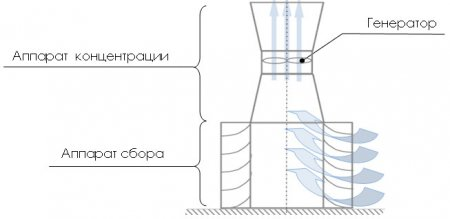 Генератор
Аппарат концентрации
Аппарат сбора